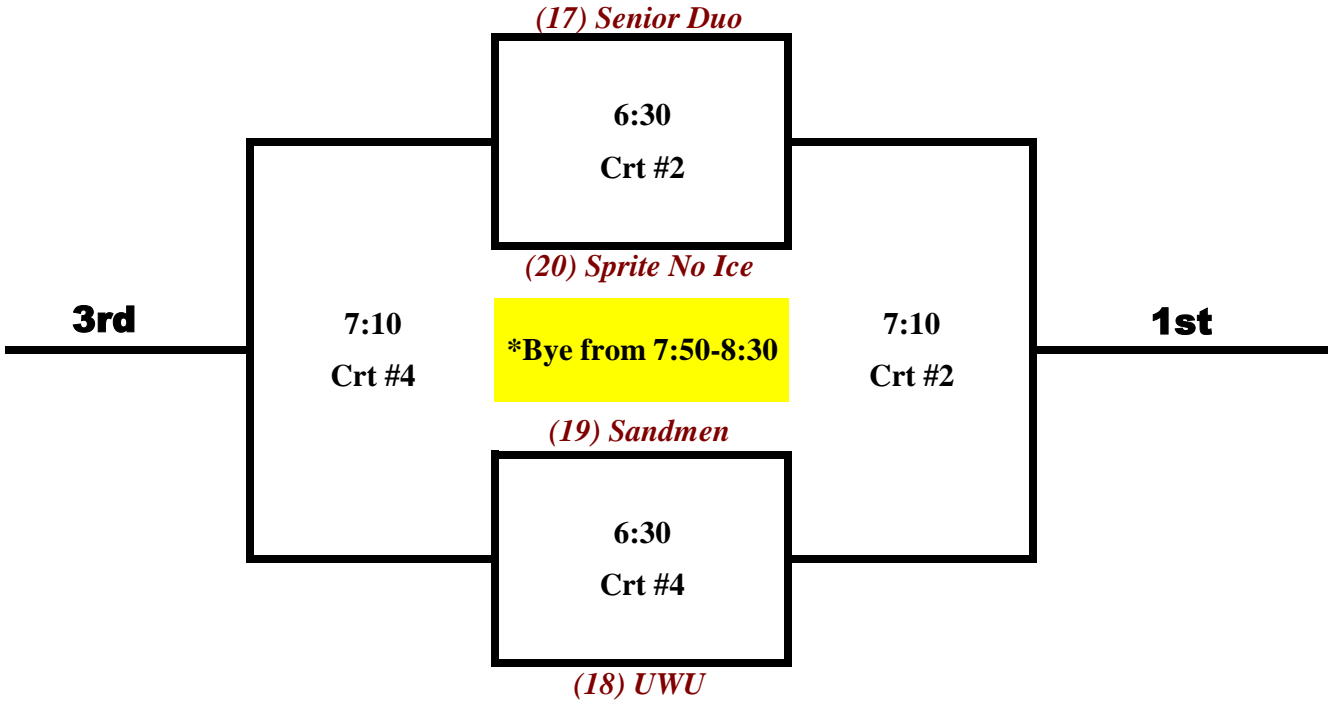 (17) Senior Duo
6:30
Crt #2
(20) Sprite No Ice
3rd
7:10
Crt #4
*Bye from 7:50-8:30
7:10
Crt #2
1st
(19) Sandmen
6:30
Crt #4
(18) UWU